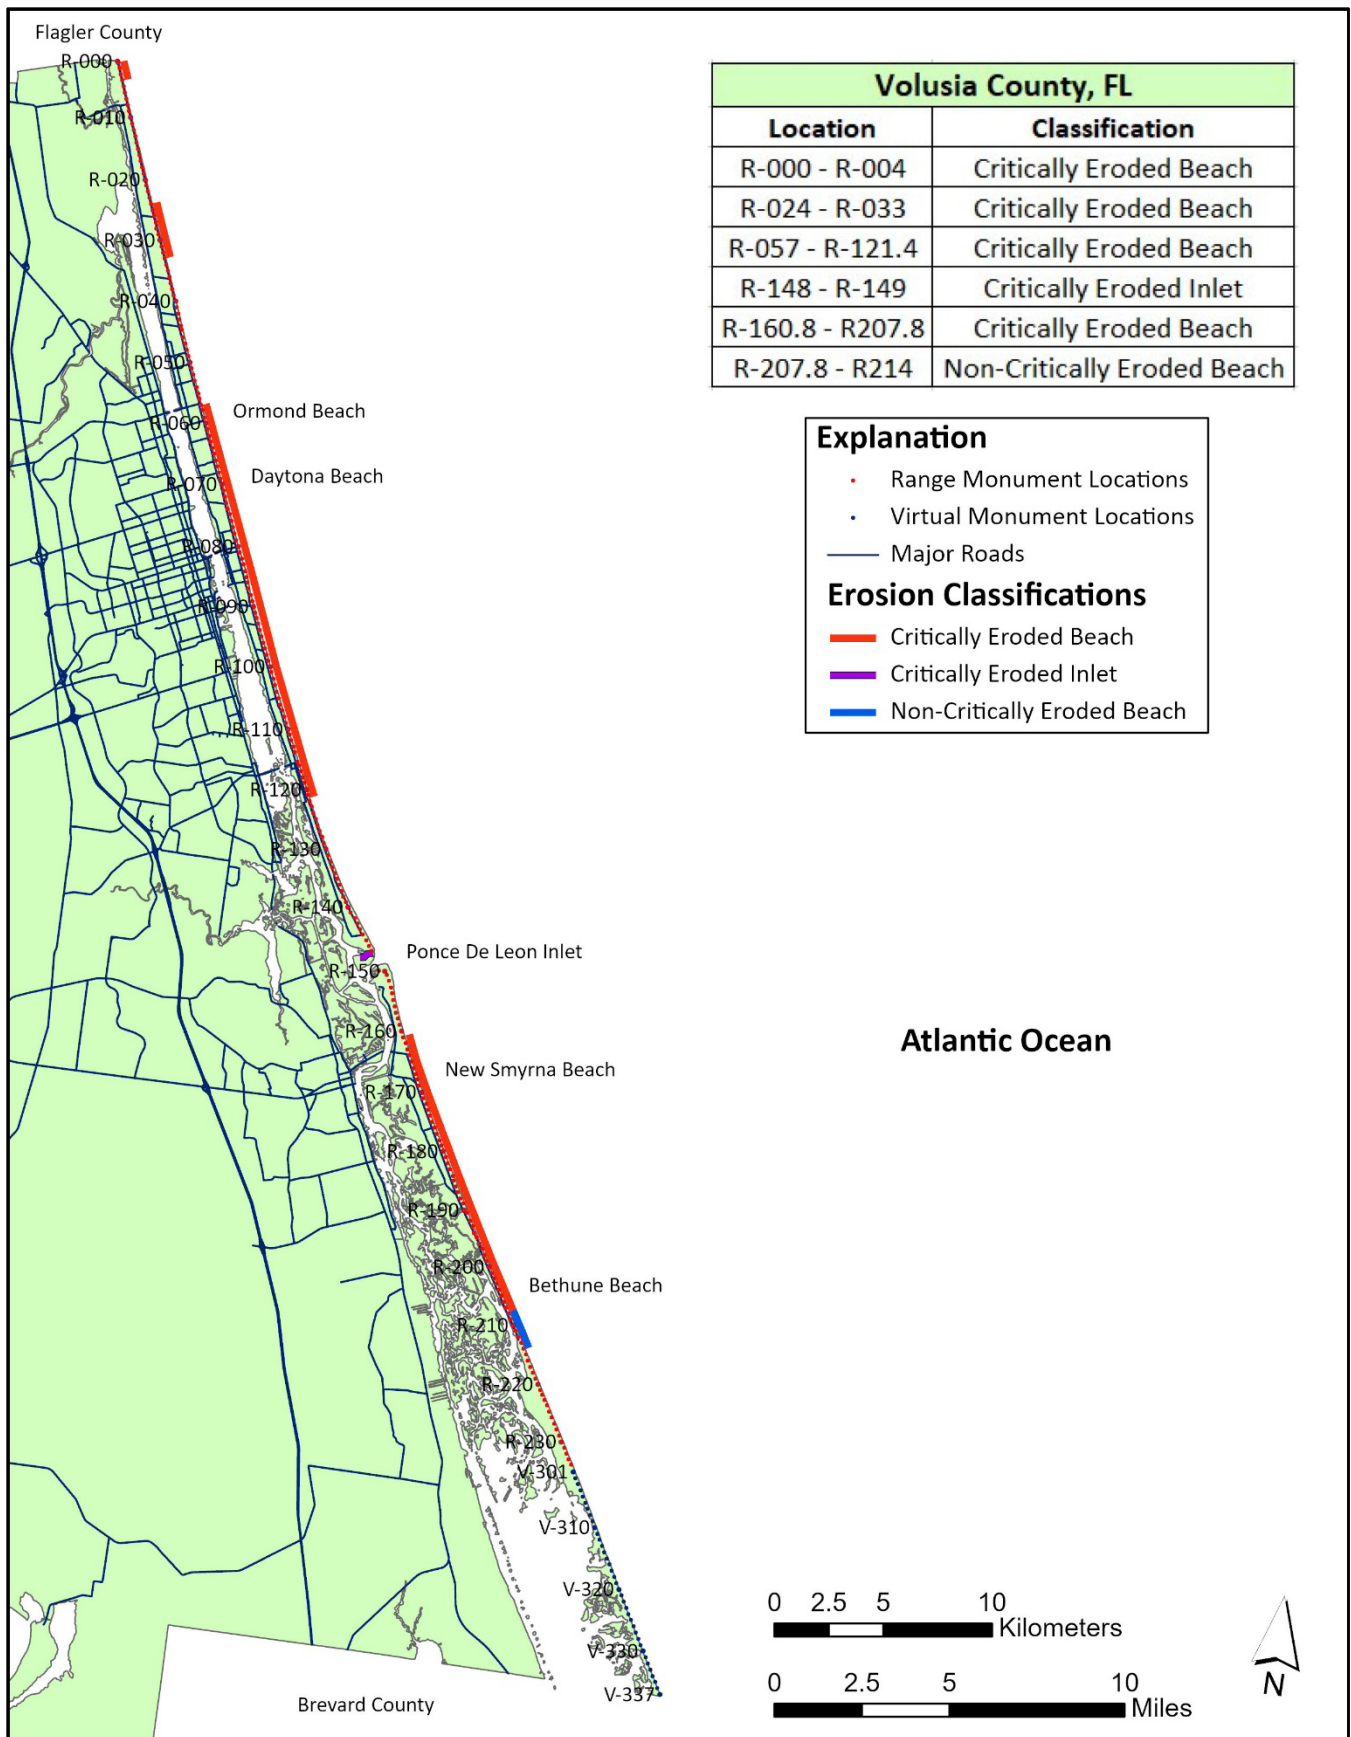 Flagler County
R-000
R-010
R-020
R-030
R-040
R-050
Ormond Beach
R-060
Daytona Beach
R-070
R-080
R-090
R-100
R-110
R-120
R-130
R-140
Ponce De Leon Inlet
R-150
R-160
New Smyrna Beach
R-170
R-180
R-190
R-200
Bethune Beach
R-210
R-220
R-230
V-301
V-310
V-320
V-330
V-337
Brevard County
Volusia County, FL
Location Classification
R-000 - R-004 Critically Eroded Beach
R-024 - R-033 Critically Eroded Beach
R-057 - R-121.4 Critically Eroded Beach
R-148 - R-149 Critically Eroded Inlet
R-160.8 - R207.8 Critically Eroded Beach
R-207.8 - R214 Non-Critically Eroded Beach
Explanation
Range Monument Locations
Virtual Monument Locations
Major Roads
Erosion Classifications
Critically Eroded Beach
Critically Eroded Inlet
Non-Critically Eroded Beach
Atlantic Ocean
0 2.5 5 10
Kilometers
0 2.5 5 10
Miles
N